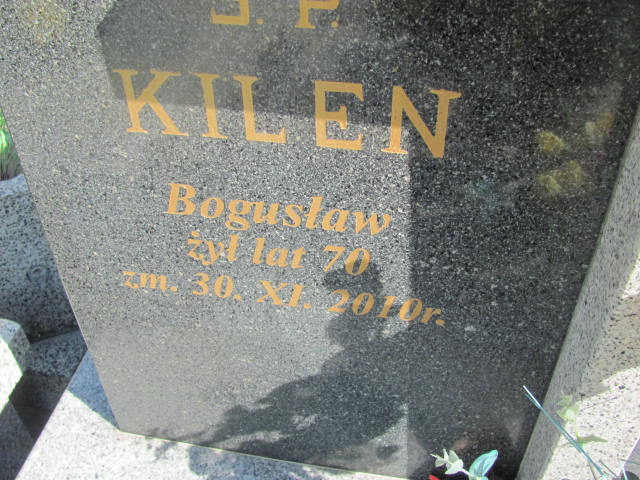 Ś. P.
KILEN
Bogusław
żył lat 70
zm. 30. XI. 2010r.